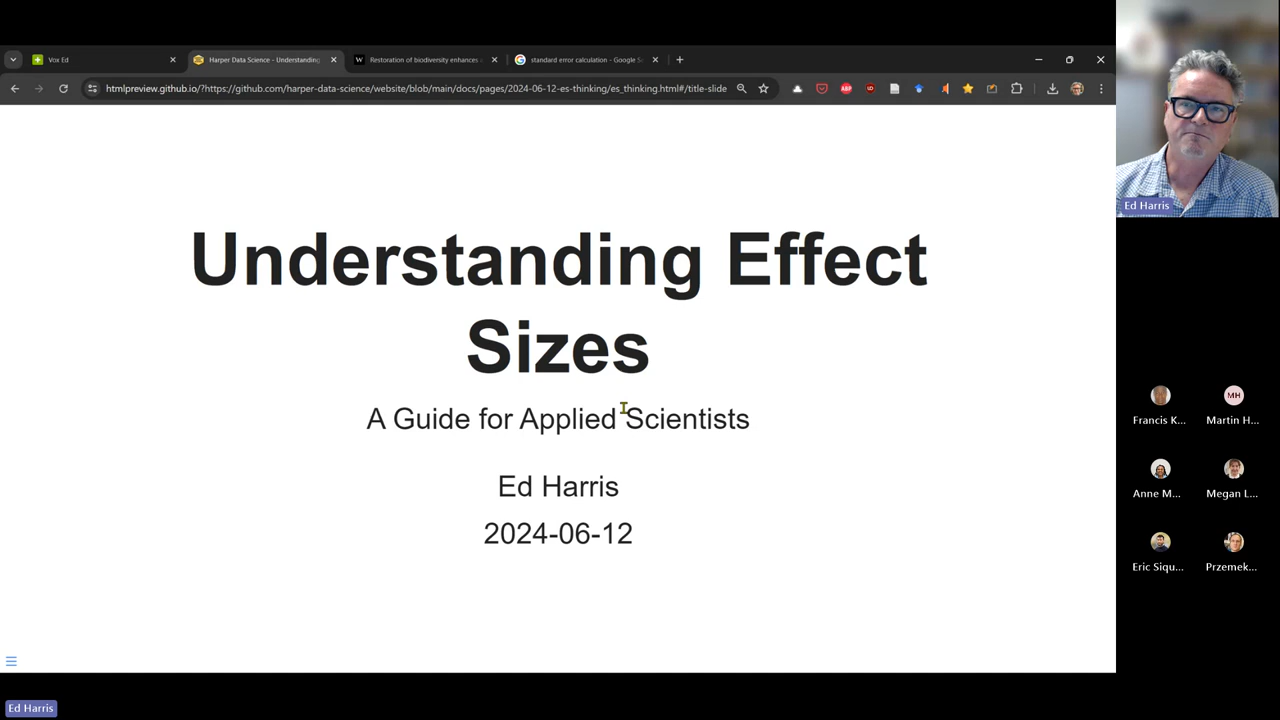 Vox Ed
Harper Data Science - Understanding
Restoration of biodiversity enhances
standard error calculation - Google S
htmlpreview.github.io/?https://github.com/harper-data-science/website/blob/main/docs/pages/2024-06-12-es-thinking/es_thinking.html#/title-slide
Understanding Effect
Sizes
A Guide for Applied Scientists
Ed Harris
2024-06-12
Ed Harris
MH
Francis K...
Martin H...
Anne M...
Megan L...
Eric Siqu...
Przemek...
Ed Harris